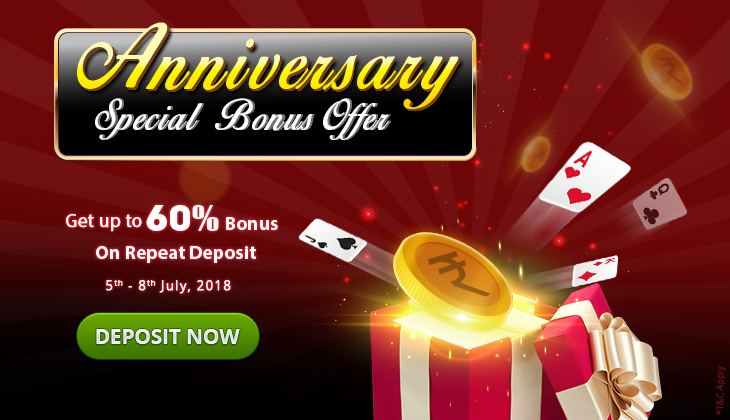 Anniversary
Special Bonus Offer
Get up to 60% Bonus
On Repeat Deposit
5th - 8th July, 2018
DEPOSIT NOW
A
Q
J
K
*T&C Apply